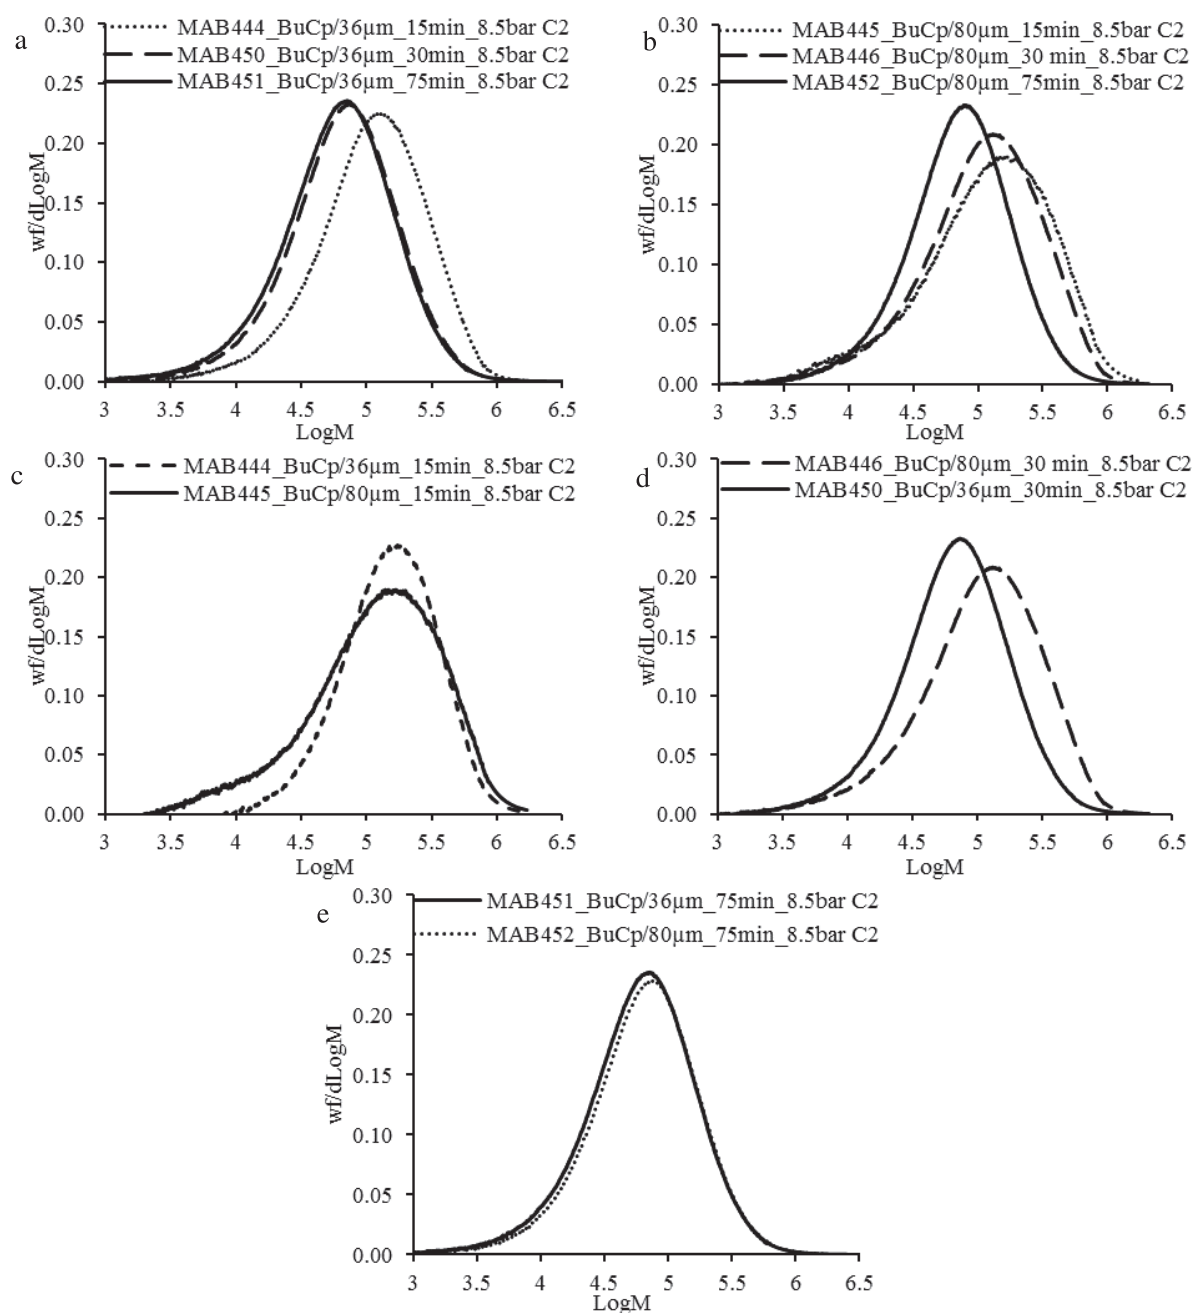 a
MAB444_BuCp/36µm_15min_8.5bar C2
MAB450_BuCp/36µm_30min_8.5bar C2
MAB451_BuCp/36µm_75min_8.5bar C2
wf/dLogM
0.30
0.25
0.20
0.15
0.10
0.05
0.00
3 3.5 4 4.5 5 5.5 6 6.5
LogM
b
MAB445_BuCp/80µm_15min_8.5bar C2
MAB446_BuCp/80µm_30 min_8.5bar C2
MAB452_BuCp/80µm_75min_8.5bar C2
wf/dLogM
0.30
0.25
0.20
0.15
0.10
0.05
0.00
3 3.5 4 4.5 5 5.5 6 6.5
LogM
c
MAB444_BuCp/36µm_15min_8.5bar C2
MAB445_BuCp/80µm_15min_8.5bar C2
wf/dLogM
0.30
0.25
0.20
0.15
0.10
0.05
0.00
3 3.5 4 4.5 5 5.5 6 6.5
LogM
d
MAB446_BuCp/80µm_30 min_8.5bar C2
MAB450_BuCp/36µm_30min_8.5bar C2
wf/dLogM
0.30
0.25
0.20
0.15
0.10
0.05
0.00
3 3.5 4 4.5 5 5.5 6 6.5
LogM
e
MAB451_BuCp/36µm_75min_8.5bar C2
MAB452_BuCp/80µm_75min_8.5bar C2
wf/dLogM
0.30
0.25
0.20
0.15
0.10
0.05
0.00
3 3.5 4 4.5 5 5.5 6 6.5
LogM